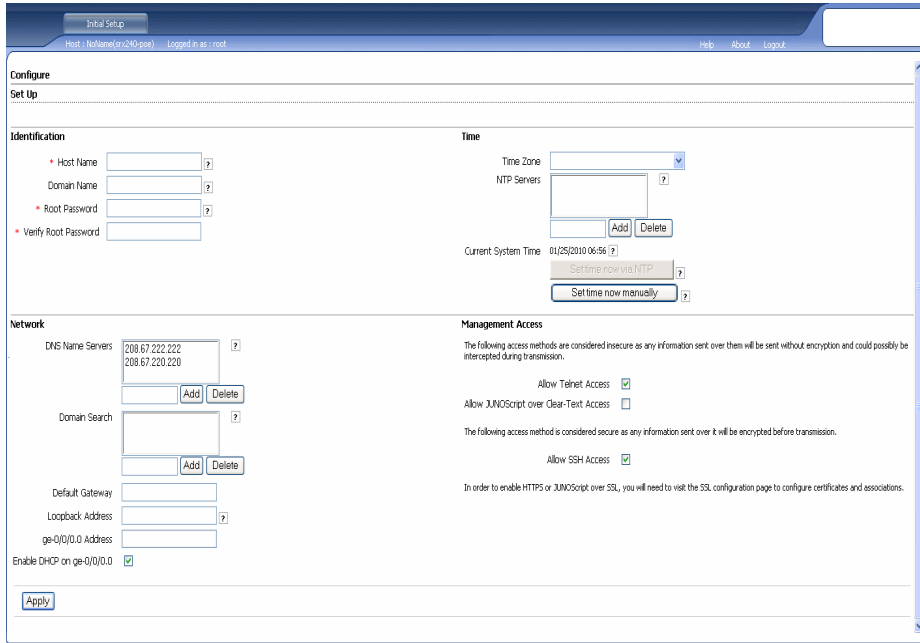 Initial Setup
Host : NoName(srx240-poe) Logged in as : root
Help About Logout
Configure
Set Up
Identification
* Host Name ?
Domain Name ?
* Root Password ?
* Verify Root Password
Time
Time Zone
NTP Servers ?
Add Delete
Current System Time 01/25/2010 06:56 ?
Set time now via NTP ?
Set time now manually ?
Network
DNS Name Servers ?
208.67.222.222
208.67.220.220
Add Delete
Domain Search ?
Add Delete
Default Gateway
Loopback Address ?
ge-0/0/0.0 Address
Enable DHCP on ge-0/0/0.0
Management Access
The following access methods are considered insecure as any information sent over them will be sent without encryption and could possibly be
intercepted during transmission.
Allow Telnet Access
Allow JUNOScript over Clear-Text Access
The following access method is considered secure as any information sent over it will be encrypted before transmission.
Allow SSH Access
In order to enable HTTPS or JUNOScript over SSL, you will need to visit the SSL configuration page to configure certificates and associations.
Apply